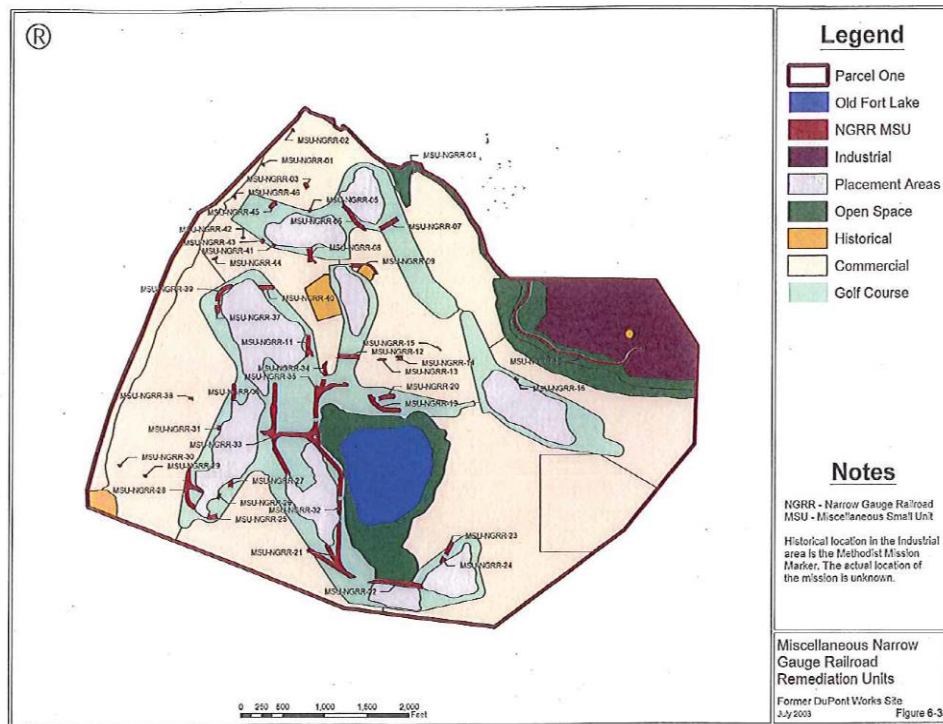 ®
MSU-NGRR-02
MSU-NGRR-01
MSU-NGRR-04
MSU-NGRR-03
MSU-NGRR-46
MSU-NGRR-05
MSU-NGRR-45
MSU-NGRR-06
MSU-NGRR-07
MSU-NGRR-42
MSU-NGRR-43
MSU-NGRR-41
MSU-NGRR-08
MSU-NGRR-44
MSU-NGRR-09
MSU-NGRR-39
MSU-NGRR-40
MSU-NGRR-37
MSU-NGRR-11
MSU-NGRR-15
MSU-NGRR-12
MSU-NGRR-14
MSU-NGRR-13
MSU-NGRR-34
MSU-NGRR-35
MSU-NGRR-16
MSU-NGRR-20
MSU-NGRR-38
MSU-NGRR-19
MSU-NGRR-31
MSU-NGRR-33
MSU-NGRR-30
MSU-NGRR-29
MSU-NGRR-27
MSU-NGRR-28
MSU-NGRR-26
MSU-NGRR-32
MSU-NGRR-25
MSU-NGRR-23
MSU-NGRR-21
MSU-NGRR-24
0 250 500 1,000 1,500 2,000
Feet
Legend
Parcel One
Old Fort Lake
NGRR MSU
Industrial
Placement Areas
Open Space
Historical
Commercial
Golf Course
Notes
NGRR - Narrow Gauge Railroad
MSU - Miscellaneous Small Unit
Historical location in the Industrial
area is the Methodist Mission
Marker. The actual location of
the mission is unknown.
Miscellaneous Narrow
Gauge Railroad
Remediation Units
Former DuPont Works Site
July 2003
Figure 6-3